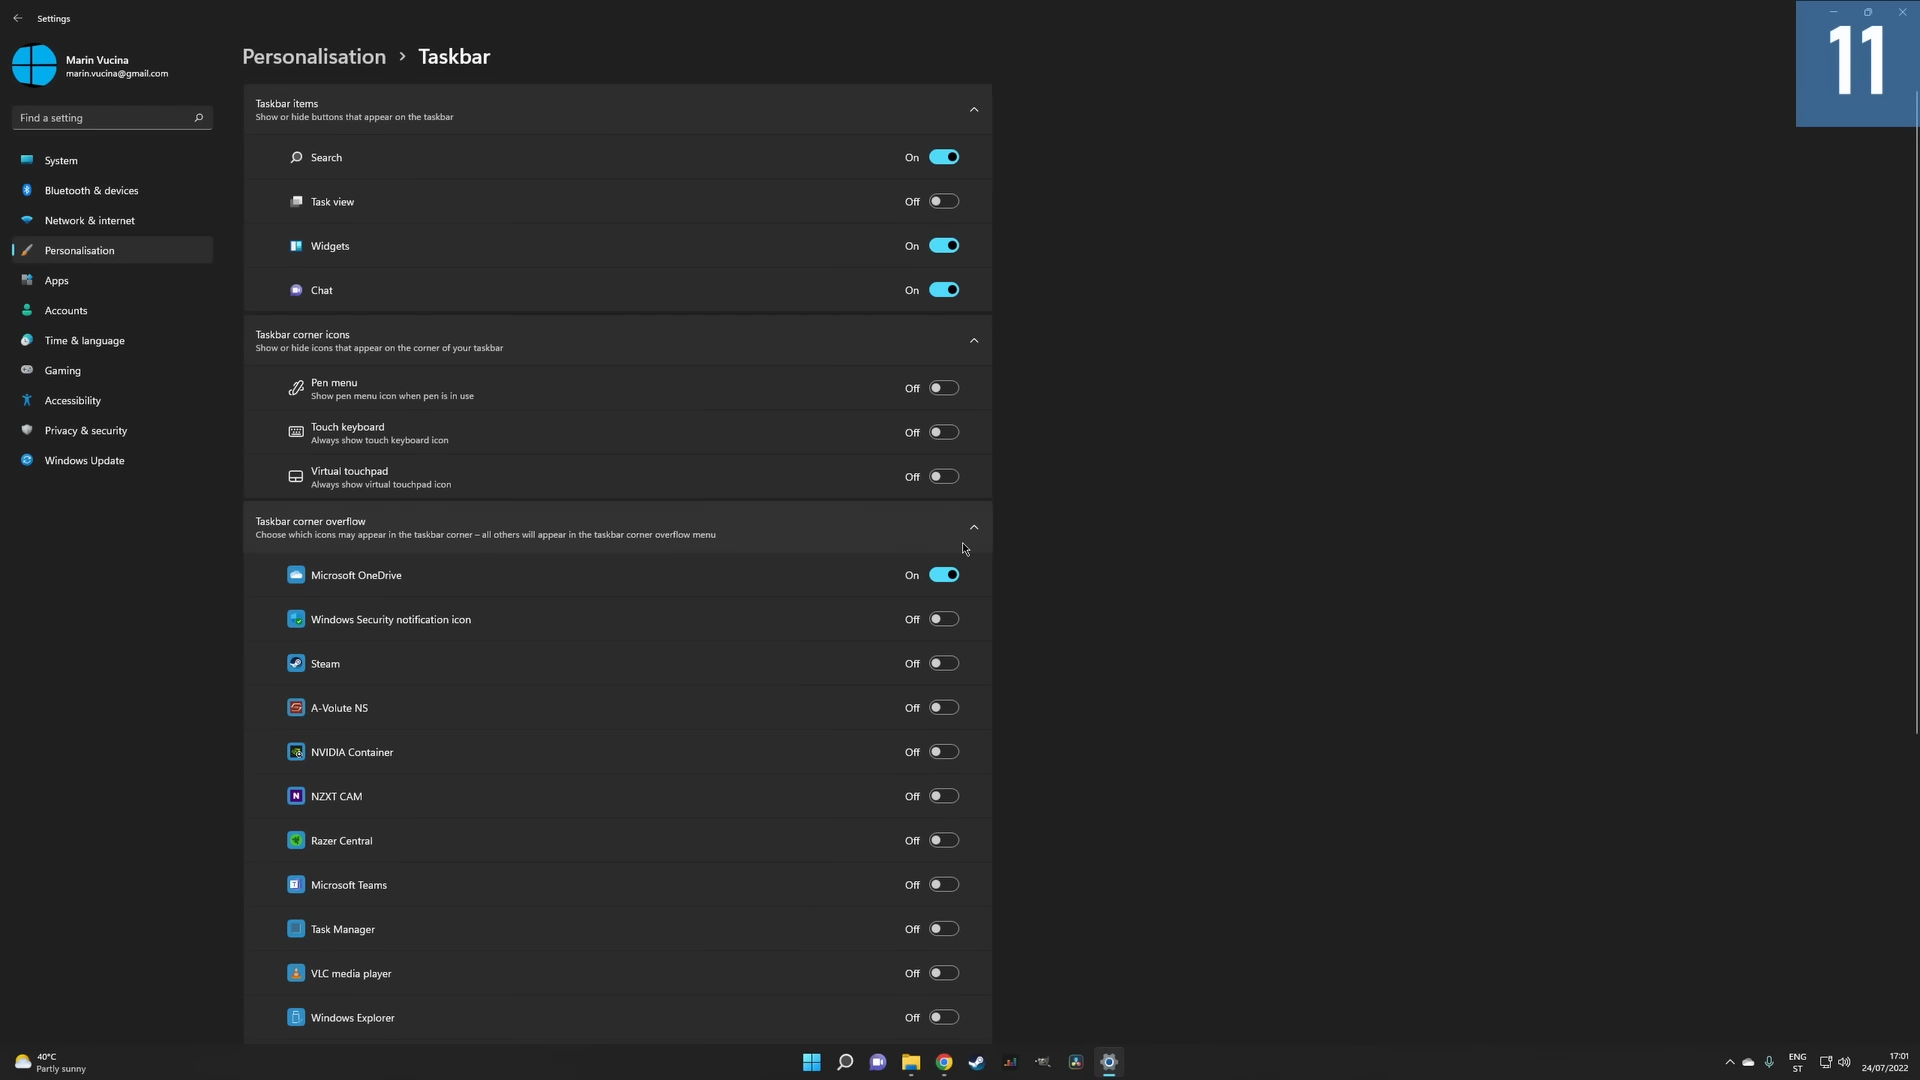 Settings
11
Marin Vucina
marin.vucina@gmail.com
Find a setting
System
Bluetooth & devices
Network & internet
Personalisation
Apps
Accounts
Time & language
Gaming
Accessibility
Privacy & security
Windows Update
Personalisation > Taskbar
Taskbar items
Show or hide buttons that appear on the taskbar
Search On
Task view Off
Widgets On
Chat On
Taskbar corner icons
Show or hide icons that appear on the corner of your taskbar
Pen menu
Show pen menu icon when pen is in use
Off
Touch keyboard
Always show touch keyboard icon
Off
Virtual touchpad
Always show virtual touchpad icon
Off
Taskbar corner overflow
Choose which icons may appear in the taskbar corner – all others will appear in the taskbar corner overflow menu
Microsoft OneDrive On
Windows Security notification icon Off
Steam Off
A-Volute NS Off
NVIDIA Container Off
NZXT CAM Off
Razer Central Off
Microsoft Teams Off
Task Manager Off
VLC media player Off
Windows Explorer Off
40°C
Partly sunny
ENG
ST
17:01
24/07/2022